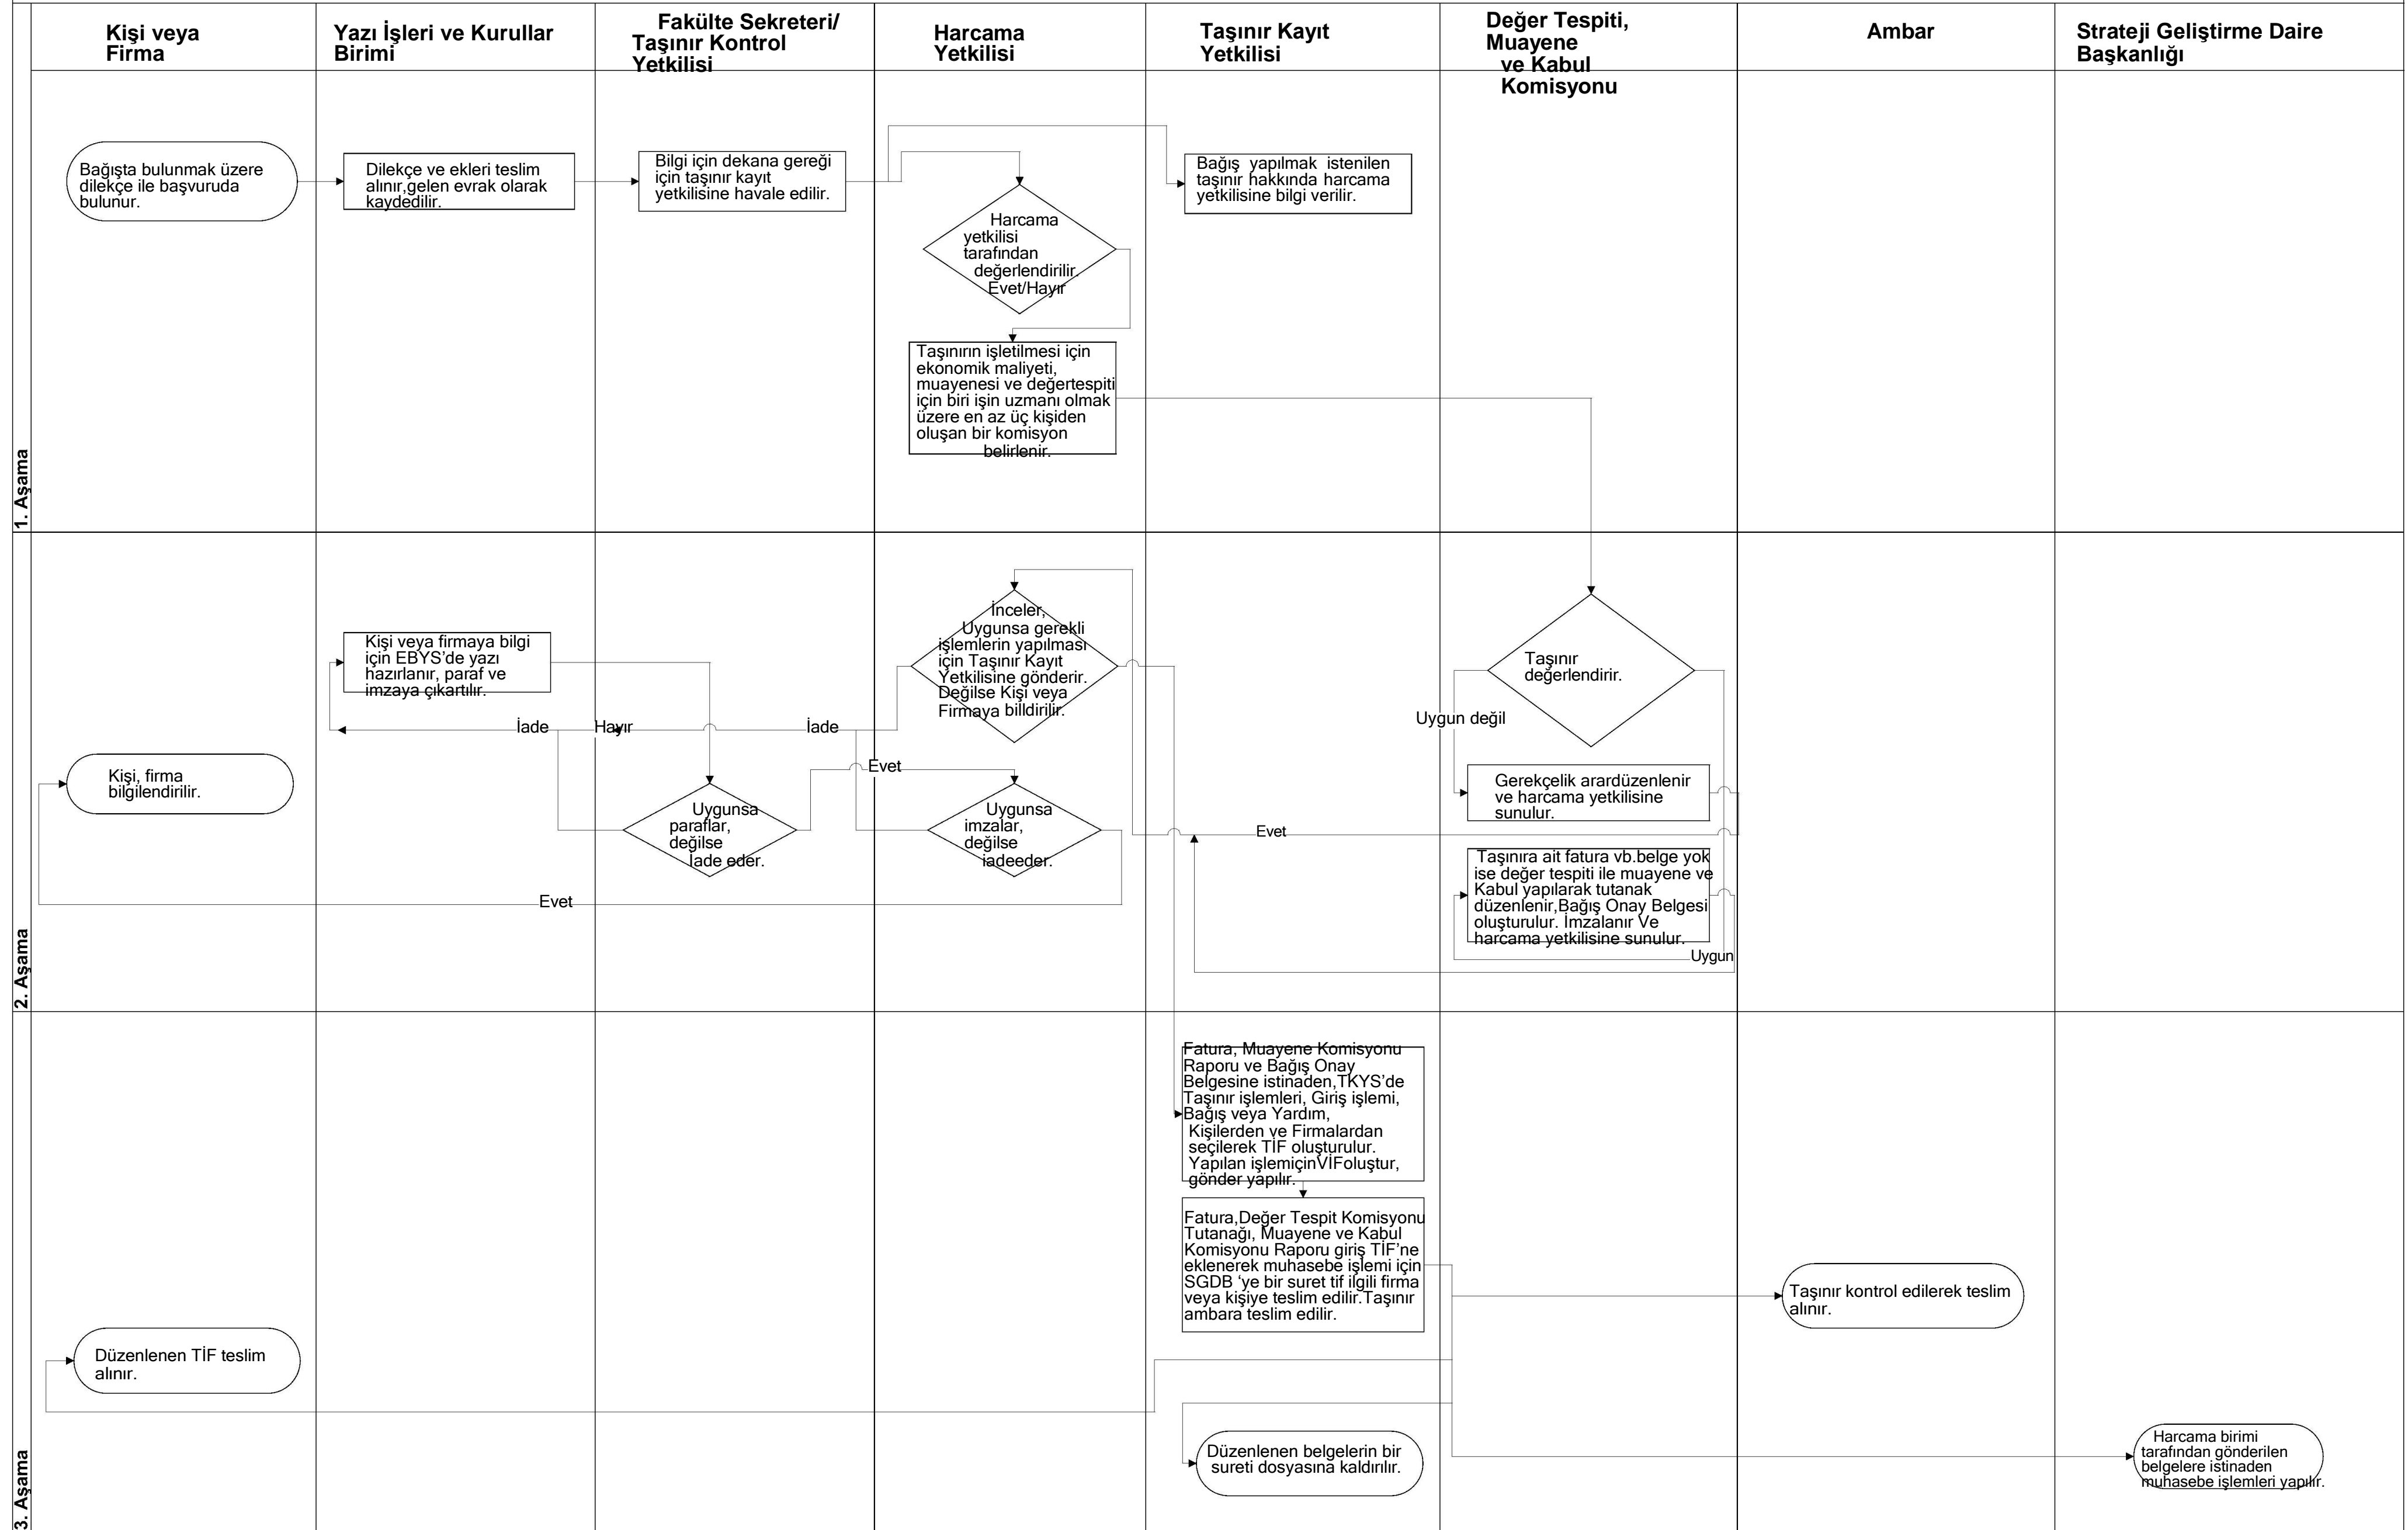 Kişi veya
Firma
Yazı İşleri ve Kurullar
Birimi
Fakülte Sekreteri/
Taşınır Kontrol
Yetkilisi
Harcama
Yetkilisi
Taşınır Kayıt
Yetkilisi
Değer Tespiti,
Muayene
ve Kabul
Komisyonu
Ambar
Strateji Geliştirme Daire
Başkanlığı
1. Aşama
Bağışta bulunmak üzere
dilekçe ile başvuruda
bulunur.
Dilekçe ve ekleri teslim
alınır,gelen evrak olarak
kaydedilir.
Bilgi için dekana gereği
için taşınır kayıt
yetkilisine havale edilir.
Harcama
yetkilisi
tarafından
değerlendirilir.
Evet/Hayır
Bağış yapılmak istenilen
taşınır hakkında harcama
yetkilisine bilgi verilir.
Taşınırın işletilmesi için
ekonomik maliyeti,
muayenesi ve değertespiti
için biri işin uzmanı olmak
üzere en az üç kişiden
oluşan bir komisyon
belirlenir.
2. Aşama
Kişi veya firmaya bilgi
için EBYS’de yazı
hazırlanır, paraf ve
imzaya çıkartılır.
İnceler,
Uygunsa gerekli
işlemlerin yapılması
için Taşınır Kayıt
Yetkilisine gönderir.
Değilse Kişi veya
Firmaya billdirilir.
Taşınır
değerlendirir.
Uygun değil
İade
Hayır
İade
Evet
Kişi, firma
bilgilendirilir.
Uygunsa
paraflar,
değilse
İade eder.
Uygunsa
imzalar,
değilse
iadeeder.
Gerekçelik arardüzenlenir
ve harcama yetkilisine
sunulur.
Evet
Taşınıra ait fatura vb.belge yok
ise değer tespiti ile muayene ve
Kabul yapılarak tutanak
düzenlenir,Bağış Onay Belgesi
oluşturulur. İmzalanır Ve
harcama yetkilisine sunulur.
Evet
Uygun
3. Aşama
Fatura, Muayene Komisyonu
Raporu ve Bağış Onay
Belgesine istinaden,TKYS’de
Taşınır işlemleri, Giriş işlemi,
Bağış veya Yardım,
Kişilerden ve Firmalardan
seçilerek TİF oluşturulur.
Yapılan işlemiçinVİFoluştur,
gönder yapılır.
Fatura,Değer Tespit Komisyonu
Tutanağı, Muayene ve Kabul
Komisyonu Raporu giriş TİF’ne
eklenerek muhasebe işlemi için
SGDB ‘ye bir suret tif ilgili firma
veya kişiye teslim edilir.Taşınır
ambara teslim edilir.
Taşınır kontrol edilerek teslim
alınır.
Düzenlenen TİF teslim
alınır.
Düzenlenen belgelerin bir
sureti dosyasına kaldırılır.
Harcama birimi
tarafından gönderilen
belgelere istinaden
muhasebe işlemleri yapılır.